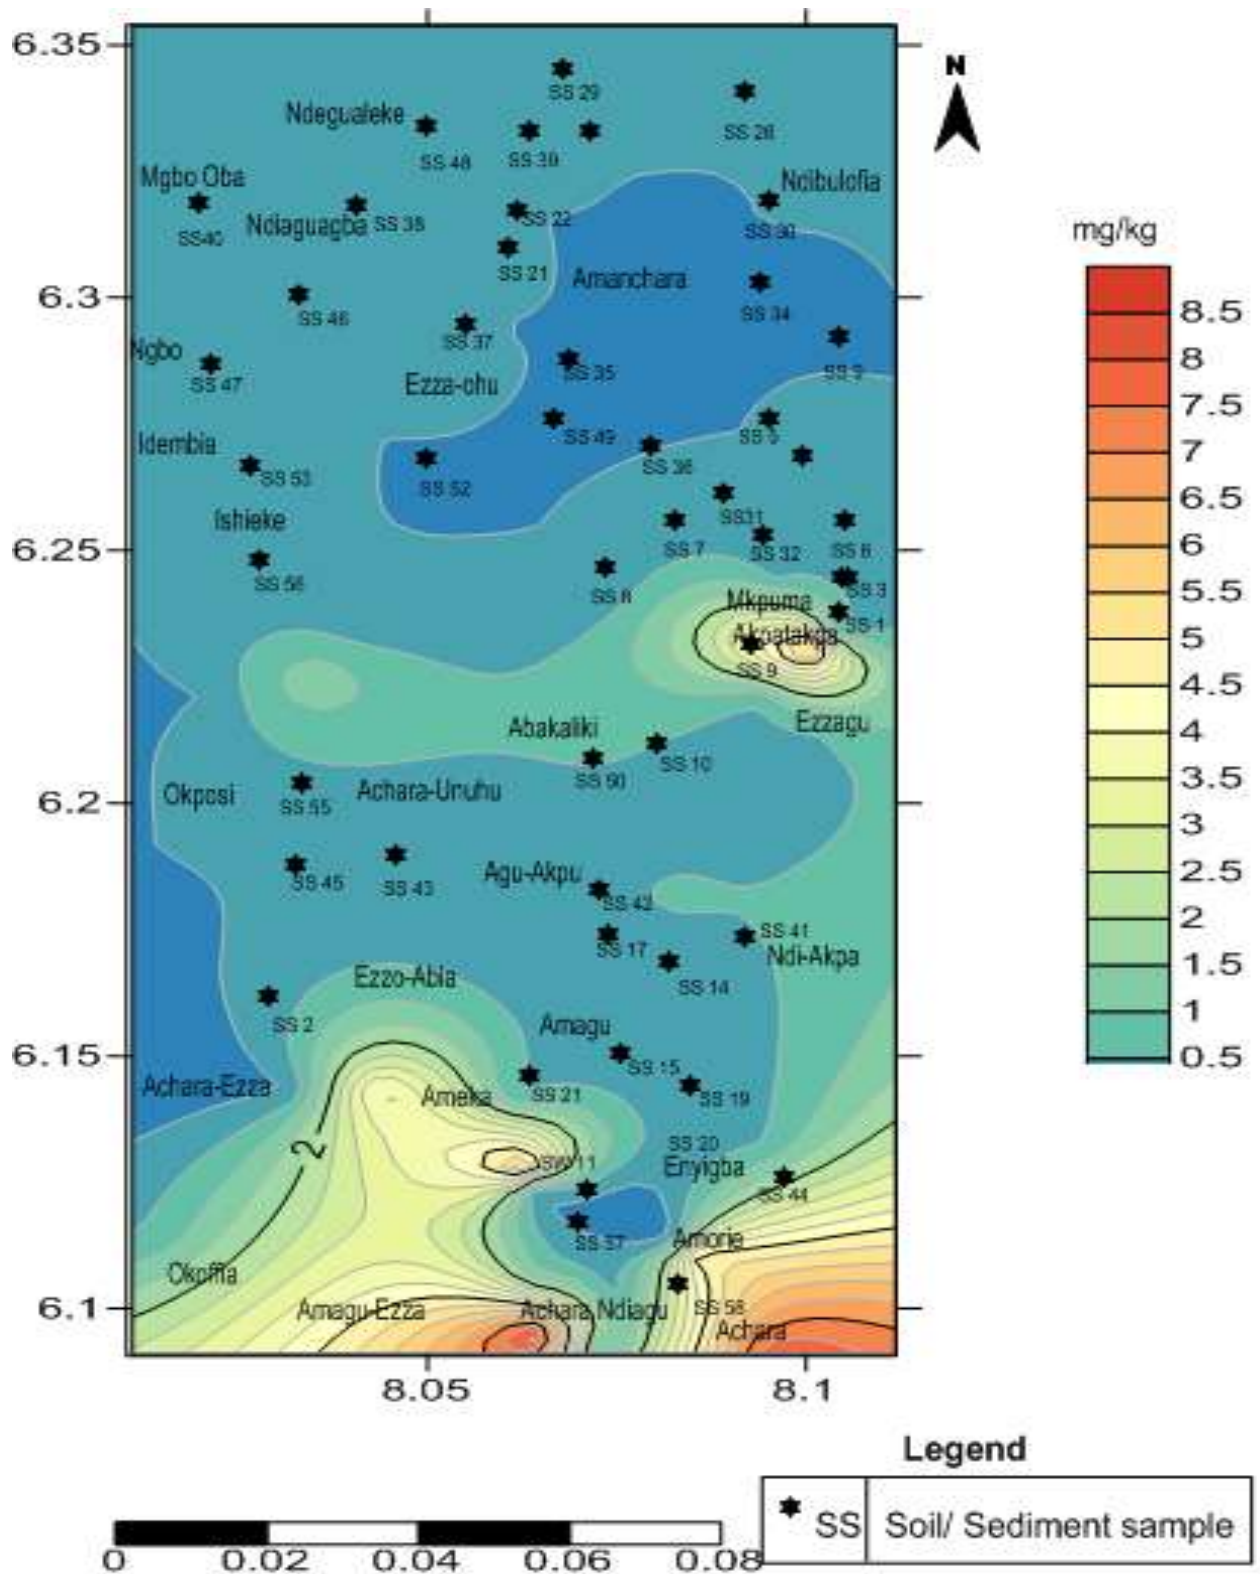 6.35
N
SS 29
Ndegualeke
SS 26
SS 48
SS 39
Mgbo Oba
Ndibulofia
SS40
Ndiaguagba
SS 38
SS 22
SS 30
mg/kg
SS 21
Amanchara
6.3
SS 46
SS 34
8.5
SS 37
Ngbo
SS 35
SS 9
8
SS 47
Ezza-ohu
7.5
Idembia
SS 49
SS 5
7
SS 36
SS 53
SS 52
6.5
Ishieke
SS31
6.25
SS 7
SS 32
SS 6
6
SS 56
SS 8
SS 3
5.5
Mkpuma
SS 1
Akpatakpa
5
SS 9
4.5
Abakaliki
Ezzagu
4
SS 90
SS 10
3.5
6.2
Okposi
SS 55
Achara-Unuhu
3
SS 45
SS 43
Agu-Akpu
2.5
SS 42
2
SS 41
SS 17
Ndi-Akpa
1.5
Ezzo-Abia
SS 14
1
SS 2
Amagu
6.15
0.5
SS 15
Achara-Ezza
Ameka
SS 21
SS 19
2
SS 20
SW 11
Enyigba
SS 44
SS 37
Amorie
Okoffia
6.1
Amagu-Ezza
Achara Ndiagu
SS 58
Achara
8.05
8.1
Legend
SS
Soil/ Sediment sample
0
0.02
0.04
0.06
0.08